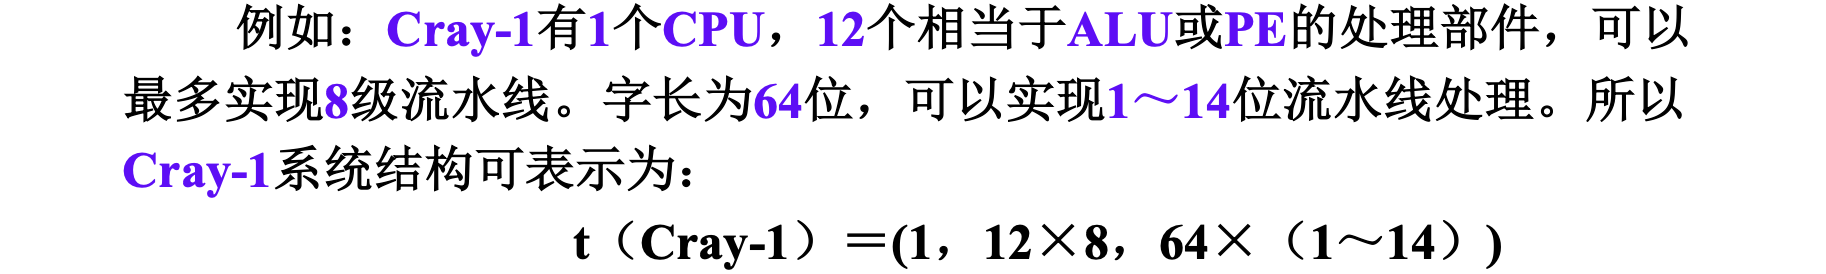 例如：Cray-1有1个CPU，12个相当于ALU或PE的处理部件，可以
最多实现8级流水线。字长为64位，可以实现1～14位流水线处理。所以
Cray-1系统结构可表示为：
t（Cray-1）＝(1，12×8，64×（1～14）)